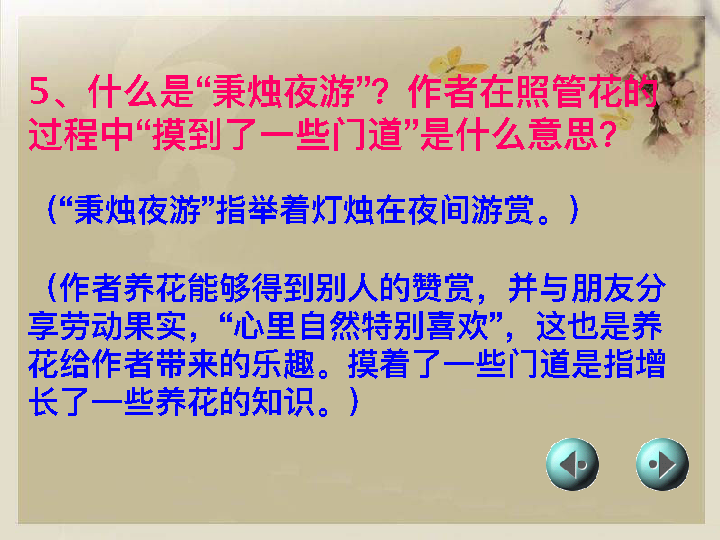 5、什么是“秉烛夜游”？作者在照管花的
过程中“摸到了一些门道”是什么意思？
（“秉烛夜游”指举着灯烛在夜间游赏。）
（作者养花能够得到别人的赞赏，并与朋友分
享劳动果实，“心里自然特别喜欢”，这也是养
花给作者带来的乐趣。摸着了一些门道是指增
长了一些养花的知识。）